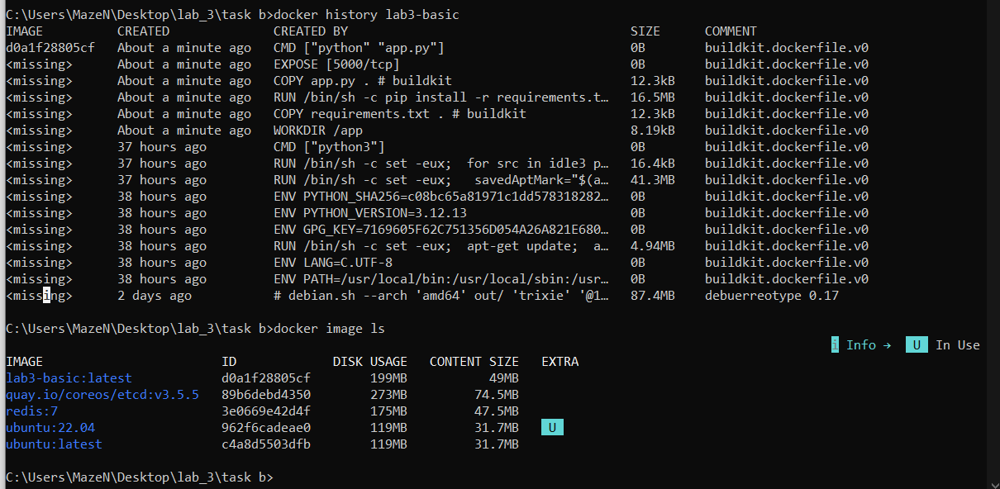 C:\Users\MazeN\Desktop\lab_3\task b>docker history lab3-basic
IMAGE CREATED CREATED BY SIZE COMMENT
d0a1f28805cf About a minute ago CMD ["python" "app.py"] 0B buildkit.dockerfile.v0
<missing> About a minute ago EXPOSE [5000/tcp] 0B buildkit.dockerfile.v0
<missing> About a minute ago COPY app.py . # buildkit 12.3kB buildkit.dockerfile.v0
<missing> About a minute ago RUN /bin/sh -c pip install -r requirements.t… 16.5MB buildkit.dockerfile.v0
<missing> About a minute ago COPY requirements.txt . # buildkit 12.3kB buildkit.dockerfile.v0
<missing> About a minute ago WORKDIR /app 8.19kB buildkit.dockerfile.v0
<missing> 37 hours ago CMD ["python3"] 0B buildkit.dockerfile.v0
<missing> 37 hours ago RUN /bin/sh -c set -eux; for src in idle3 p… 16.4kB buildkit.dockerfile.v0
<missing> 37 hours ago RUN /bin/sh -c set -eux; savedAptMark="$(a… 41.3MB buildkit.dockerfile.v0
<missing> 38 hours ago ENV PYTHON_SHA256=c08bc65a81971c1dd578318282… 0B buildkit.dockerfile.v0
<missing> 38 hours ago ENV PYTHON_VERSION=3.12.13 0B buildkit.dockerfile.v0
<missing> 38 hours ago ENV GPG_KEY=7169605F62C751356D054A26A821E680… 0B buildkit.dockerfile.v0
<missing> 38 hours ago RUN /bin/sh -c set -eux; apt-get update; a… 4.94MB buildkit.dockerfile.v0
<missing> 38 hours ago ENV LANG=C.UTF-8 0B buildkit.dockerfile.v0
<missing> 38 hours ago ENV PATH=/usr/local/bin:/usr/local/sbin:/usr… 0B buildkit.dockerfile.v0
<missing> 2 days ago # debian.sh --arch 'amd64' out/ 'trixie' '@1… 87.4MB debuerreotype 0.17
C:\Users\MazeN\Desktop\lab_3\task b>docker image ls
i Info → U In Use
IMAGE ID DISK USAGE CONTENT SIZE EXTRA
lab3-basic:latest d0a1f28805cf 199MB 49MB
quay.io/coreos/etcd:v3.5.5 89b6debd4350 273MB 74.5MB
redis:7 3e0669e42d4f 175MB 47.5MB
ubuntu:22.04 962f6cadeae0 119MB 31.7MB U
ubuntu:latest c4a8d5503dfb 119MB 31.7MB
C:\Users\MazeN\Desktop\lab_3\task b>